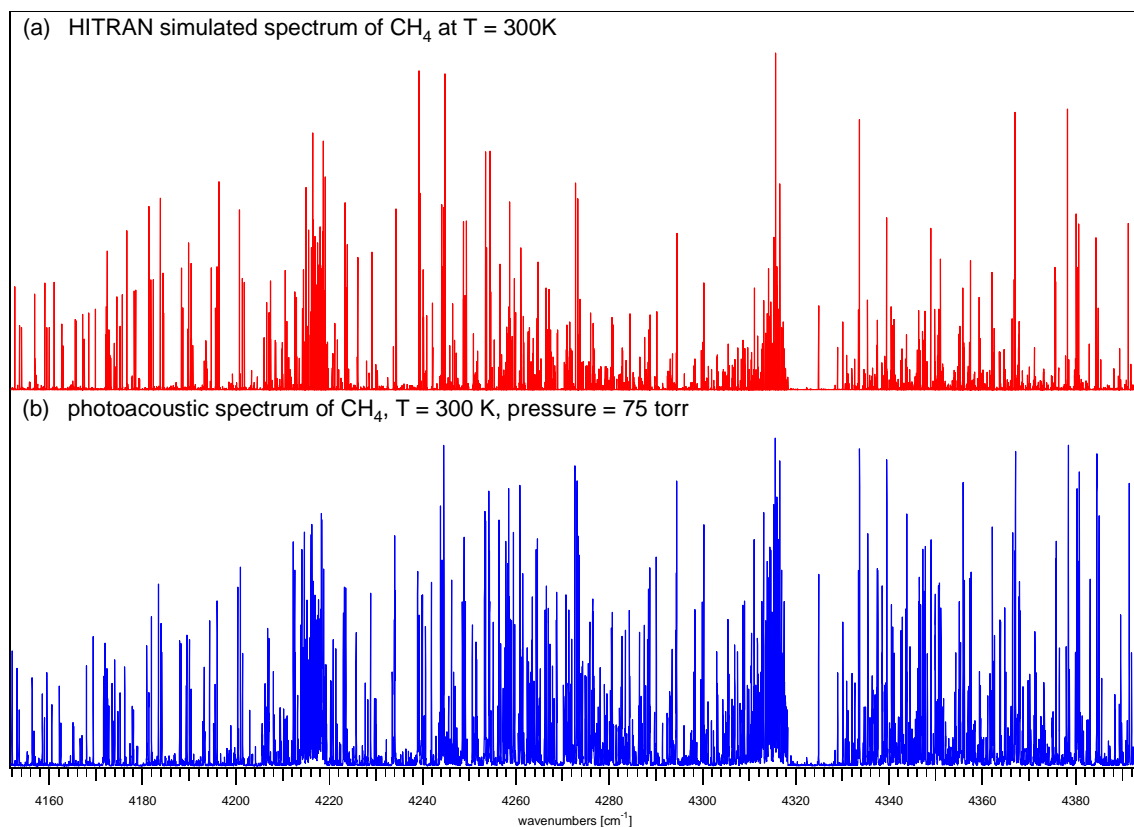 (a) HITRAN simulated spectrum of CH₄ at T = 300K
(b) photoacoustic spectrum of CH₄, T = 300 K, pressure = 75 torr
4160 4180 4200 4220 4240 4260 4280 4300 4320 4340 4360 4380
wavenumbers [cm⁻¹]